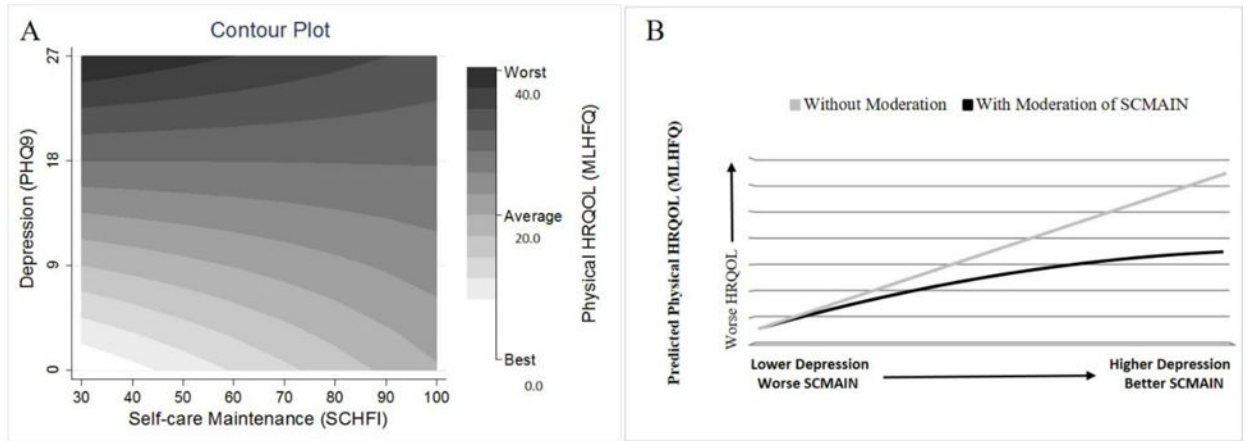 A
Contour Plot
Depression (PHQ9)
27
18
9
0
30
40
50
60
70
80
90
100
Self-care Maintenance (SCHFI)
Worst
40.0
Average
20.0
Best
0.0
Physical HRQOL (MLHFQ)
B
Without Moderation
With Moderation of SCMAIN
Predicted Physical HRQOL (MLHFQ)
Worse HRQOL
Lower Depression
Worse SCMAIN
Higher Depression
Better SCMAIN